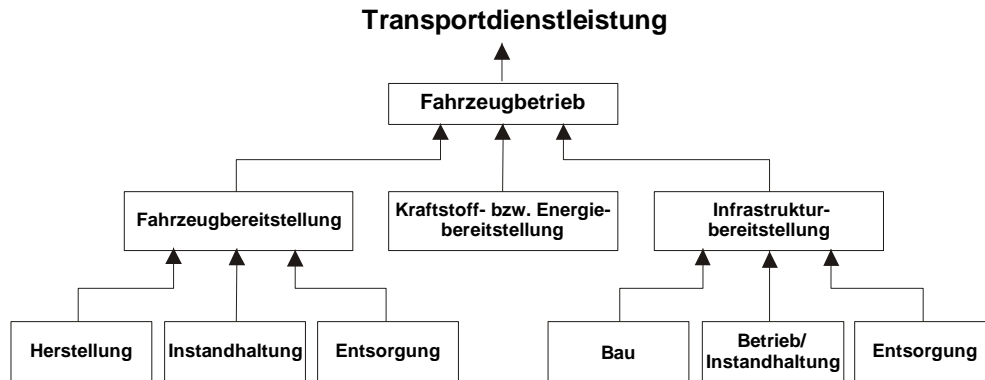 Transportdienstleistung
Fahrzeugbetrieb
Fahrzeugbereitstellung
Kraftstoff- bzw. Energie-
bereitstellung
Infrastruktur-
bereitstellung
Herstellung
Instandhaltung
Entsorgung
Bau
Betrieb/
Instandhaltung
Entsorgung